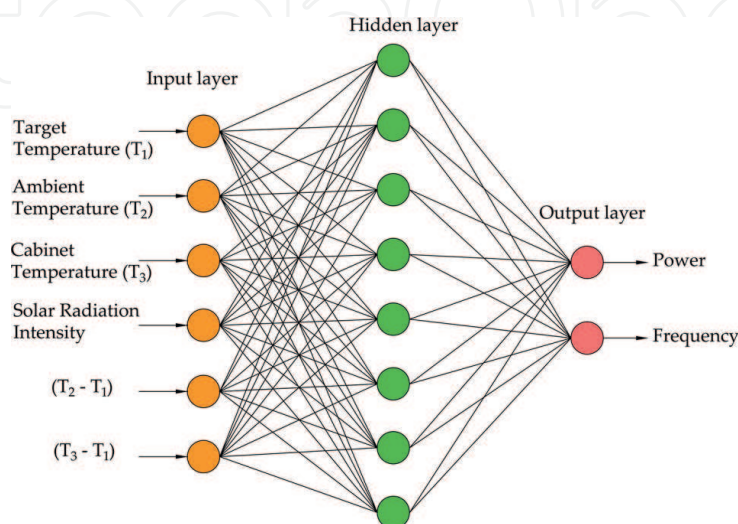 Hidden layer
Input layer
Target
Temperature (T₁)
Ambient
Temperature (T₂)
Cabinet
Temperature (T₃)
Solar Radiation
Intensity
(T₂ - T₁)
(T₃ - T₁)
Output layer
Power
Frequency